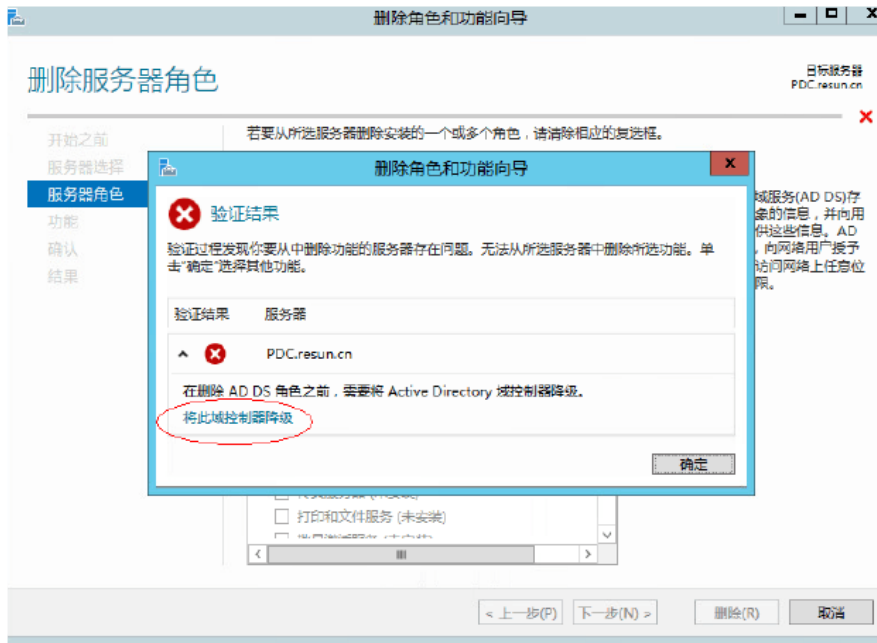 删除角色和功能向导
删除服务器角色
目标服务器
PDC.resun.cn
开始之前
服务器选择
服务器角色
功能
确认
结果
若要从所选服务器删除安装的一个或多个角色，请清除相应的复选框。
删除角色和功能向导
验证结果
验证过程发现你要从中删除功能的服务器存在问题。无法从所选服务器中删除所选功能。单
击"确定"选择其他功能。
验证结果 服务器
PDC.resun.cn
在删除 AD DS 角色之前，需要将 Active Directory 域控制器降级。
将此域控制器降级
确定
域服务(AD DS)存
象的信息，并向用
供这些信息。AD
，向网络用户授予
访问网络上任意位
限。
打印和文件服务 (未安装)
< 上一步(P) 下一步(N) > 删除(R) 取消